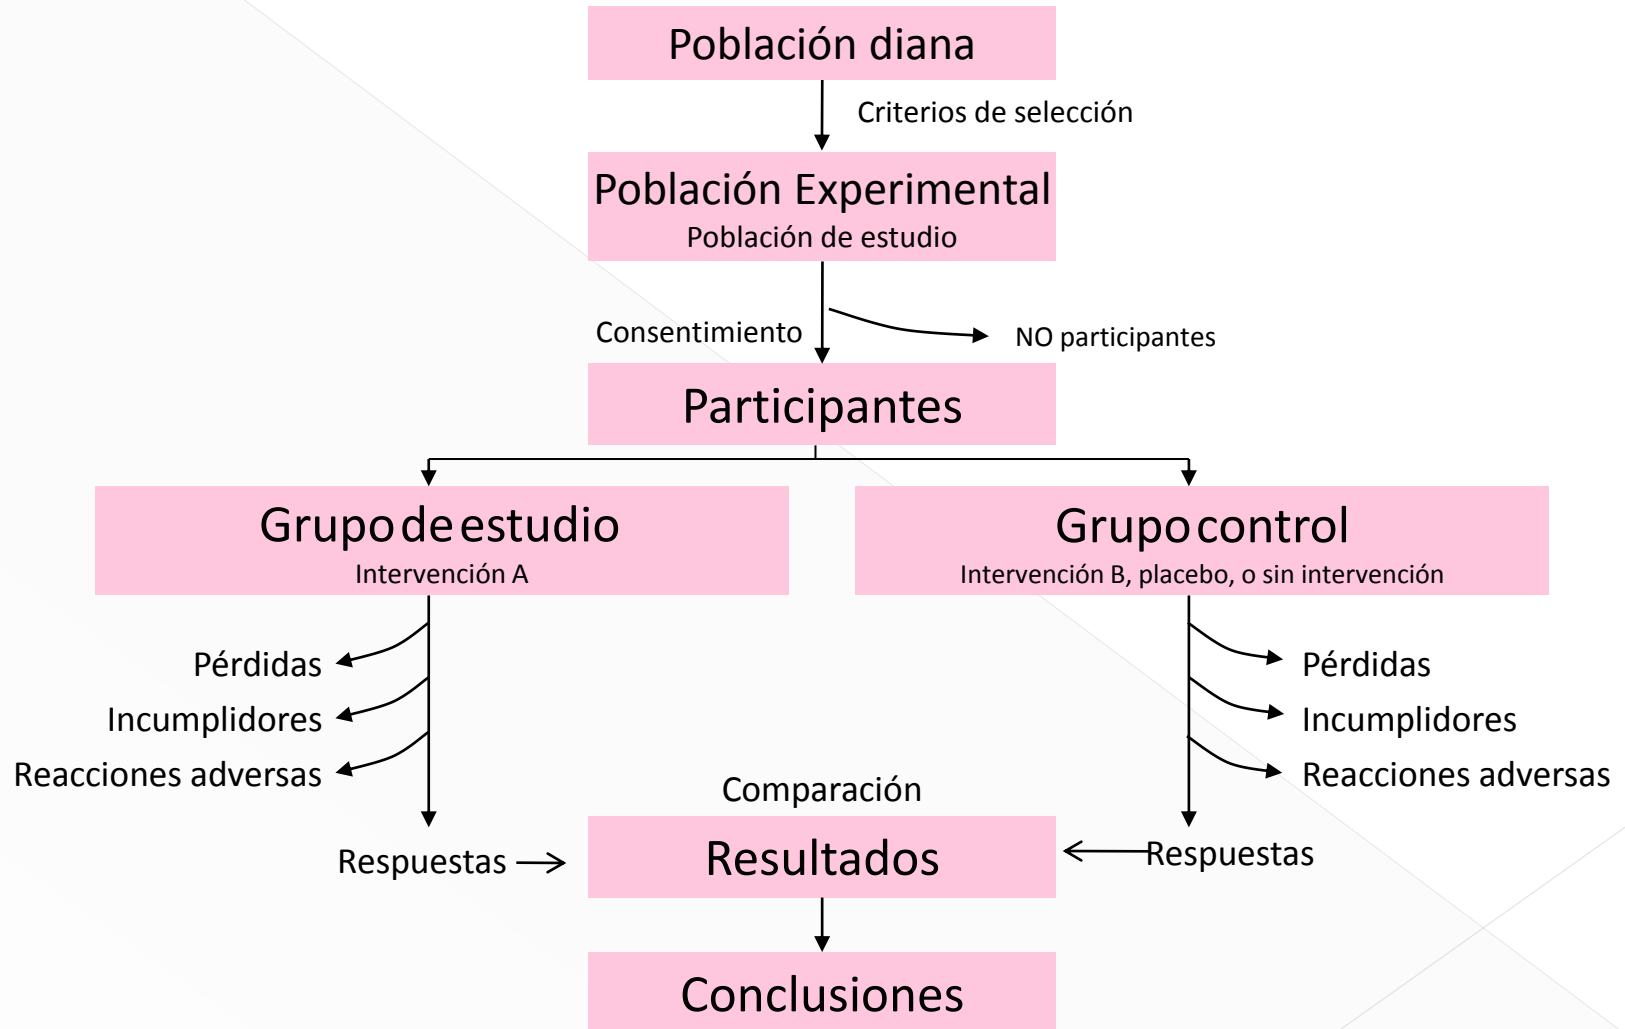 Población diana
Criterios de selección
Población Experimental
Población de estudio
Consentimiento
NO participantes
Participantes
Grupo de estudio
Intervención A
Grupo control
Intervención B, placebo, o sin intervención
Pérdidas
Incumplidores
Reacciones adversas
Pérdidas
Incumplidores
Reacciones adversas
Comparación
Respuestas
Resultados
Respuestas
Conclusiones